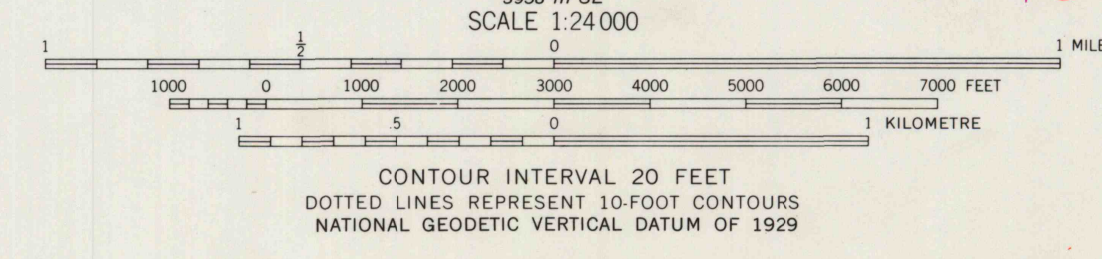 SCALE 1:24 000
1 1/2 0 1 MILE
1000 0 1000 2000 3000 4000 5000 6000 7000 FEET
1 .5 0 1 KILOMETRE
CONTOUR INTERVAL 20 FEET
DOTTED LINES REPRESENT 10-FOOT CONTOURS
NATIONAL GEODETIC VERTICAL DATUM OF 1929